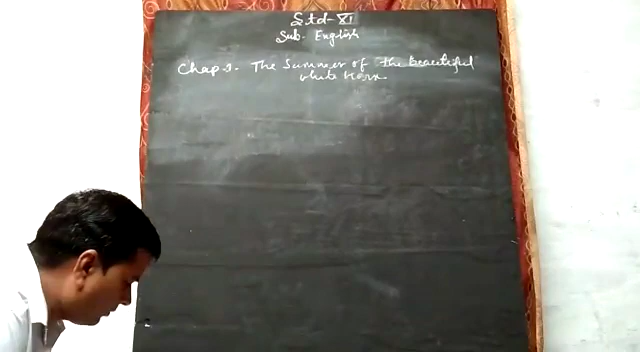 Std-XI
Sub- English
Chap-1. The Summer of the beautiful
white Horse